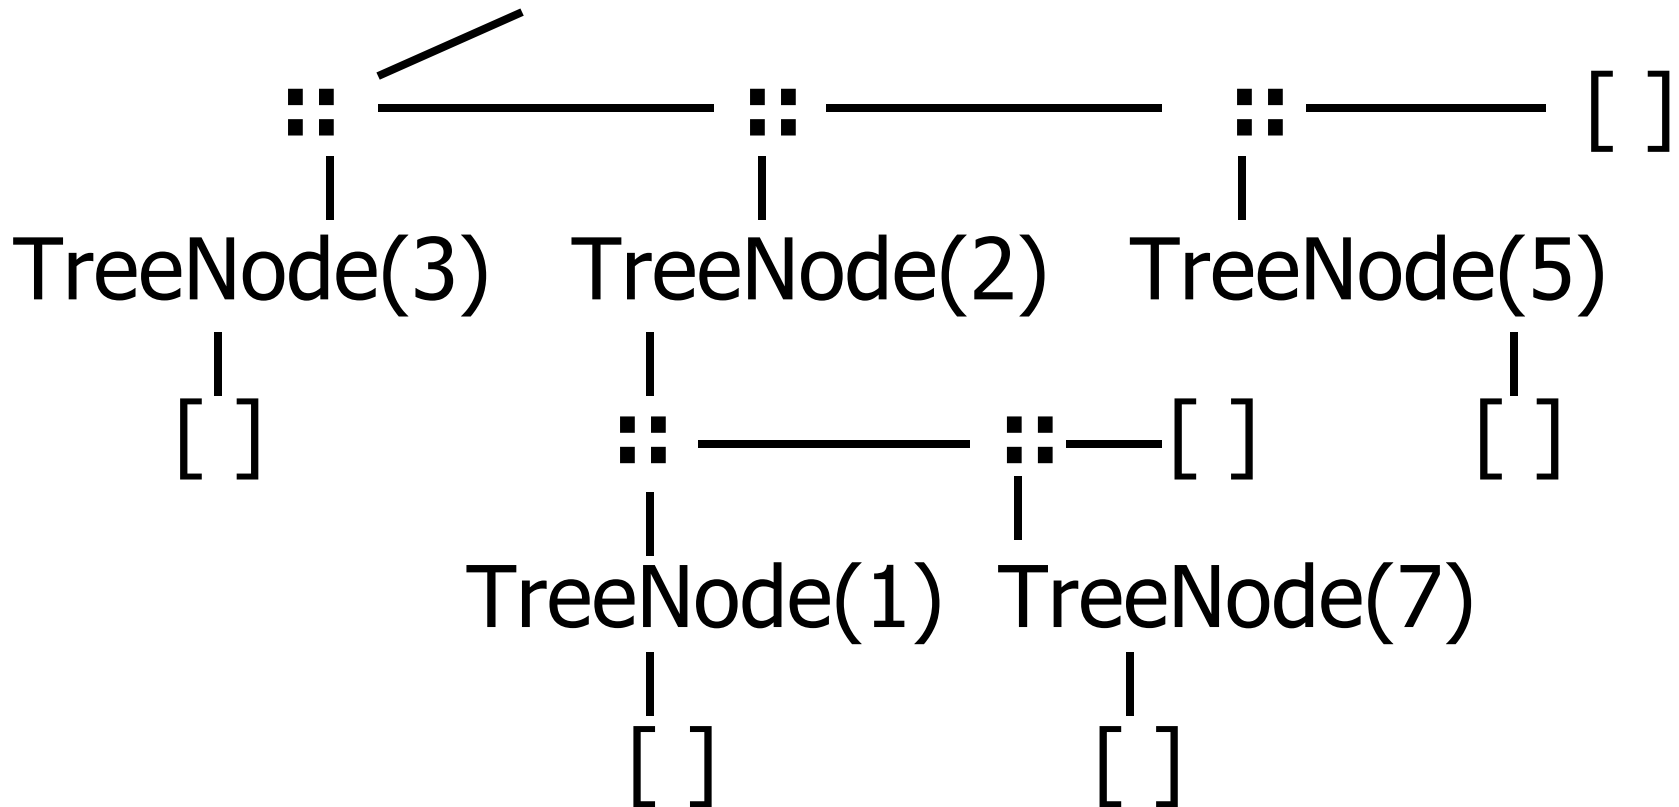 :: :: :: [ ]
TreeNode(3) TreeNode(2) TreeNode(5)
[ ] :: :: [ ] [ ]
TreeNode(1) TreeNode(7)
[ ] [ ]